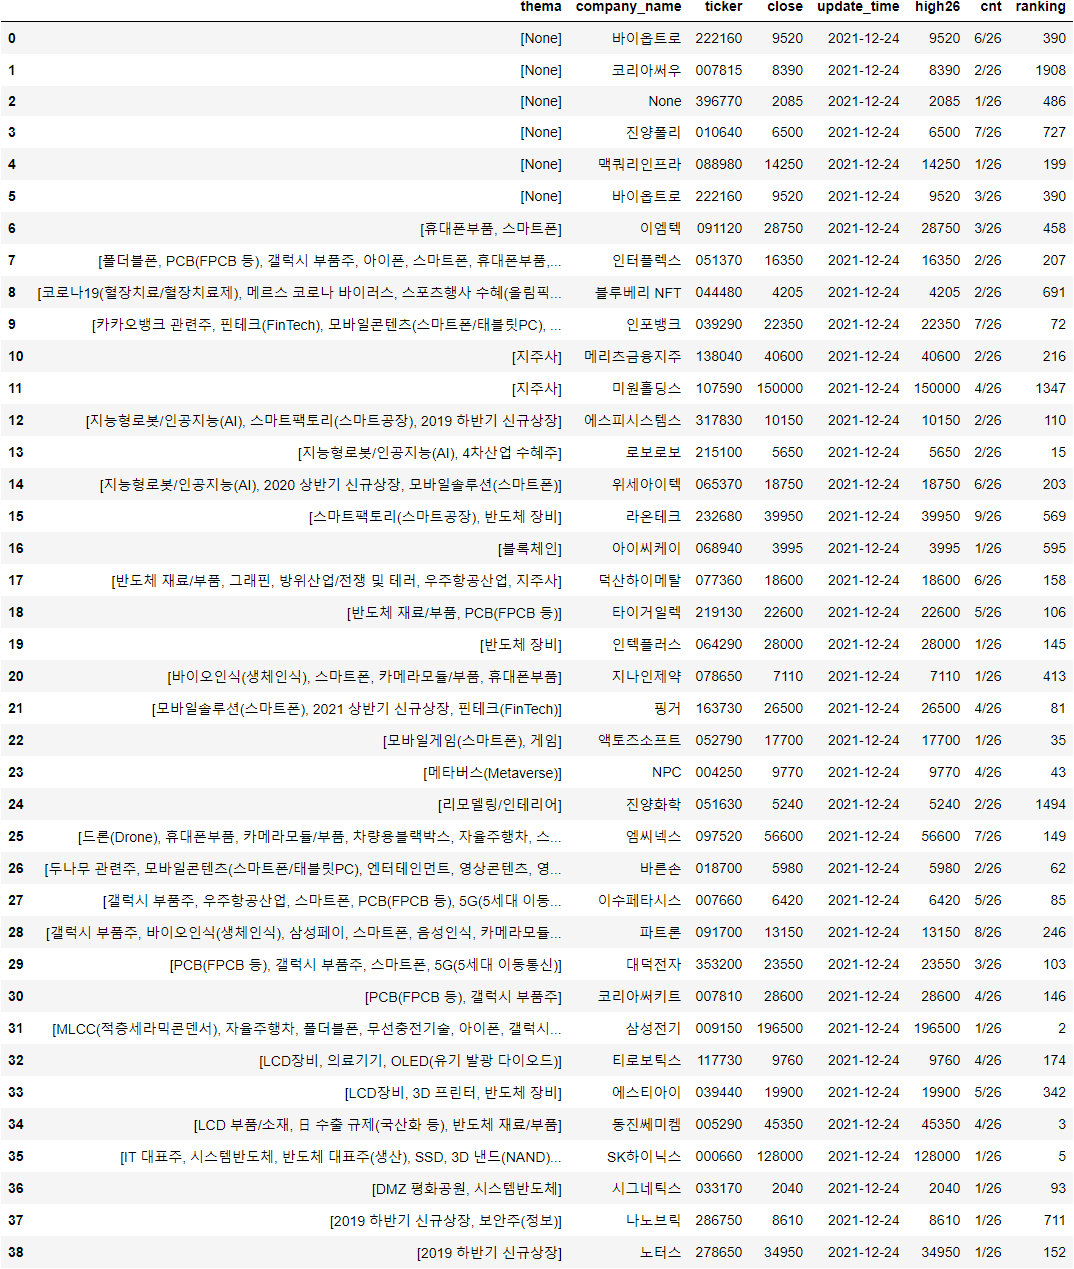 thema company_name ticker close update_time high26 cnt ranking
0 [None] 바이옵트로 222160 9520 2021-12-24 9520 6/26 390
1 [None] 코리아써우 007815 8390 2021-12-24 8390 2/26 1908
2 [None] None 396770 2085 2021-12-24 2085 1/26 486
3 [None] 진양폴리 010640 6500 2021-12-24 6500 7/26 727
4 [None] 맥쿼리인프라 088980 14250 2021-12-24 14250 1/26 199
5 [None] 바이옵트로 222160 9520 2021-12-24 9520 3/26 390
6 [휴대폰부품, 스마트폰] 이엠텍 091120 28750 2021-12-24 28750 3/26 458
7 [폴더블폰, PCB(FPCB 등), 갤럭시 부품주, 아이폰, 스마트폰, 휴대폰부품,... 인터플렉스 051370 16350 2021-12-24 16350 2/26 207
8 [코로나19(혈장치료/혈장치료제), 메르스 코로나 바이러스, 스포츠행사 수혜(올림픽... 블루베리 NFT 044480 4205 2021-12-24 4205 2/26 691
9 [카카오뱅크 관련주, 핀테크(FinTech), 모바일콘텐츠(스마트폰/태블릿PC), ... 인포뱅크 039290 22350 2021-12-24 22350 7/26 72
10 [지주사] 메리츠금융지주 138040 40600 2021-12-24 40600 2/26 216
11 [지주사] 미원홀딩스 107590 150000 2021-12-24 150000 4/26 1347
12 [지능형로봇/인공지능(AI), 스마트팩토리(스마트공장), 2019 하반기 신규상장] 에스피시스템스 317830 10150 2021-12-24 10150 2/26 110
13 [지능형로봇/인공지능(AI), 4차산업 수혜주] 로보로보 215100 5650 2021-12-24 5650 2/26 15
14 [지능형로봇/인공지능(AI), 2020 상반기 신규상장, 모바일솔루션(스마트폰)] 위세아이텍 065370 18750 2021-12-24 18750 6/26 203
15 [스마트팩토리(스마트공장), 반도체 장비] 라온테크 232680 39950 2021-12-24 39950 9/26 569
16 [블록체인] 아이씨케이 068940 3995 2021-12-24 3995 1/26 595
17 [반도체 재료/부품, 그래핀, 방위산업/전쟁 및 테러, 우주항공산업, 지주사] 덕산하이메탈 077360 18600 2021-12-24 18600 6/26 158
18 [반도체 재료/부품, PCB(FPCB 등)] 타이거일렉 219130 22600 2021-12-24 22600 5/26 106
19 [반도체 장비] 인텍플러스 064290 28000 2021-12-24 28000 1/26 145
20 [바이오인식(생체인식), 스마트폰, 카메라모듈/부품, 휴대폰부품] 지나인제약 078650 7110 2021-12-24 7110 1/26 413
21 [모바일솔루션(스마트폰), 2021 상반기 신규상장, 핀테크(FinTech)] 핑거 163730 26500 2021-12-24 26500 4/26 81
22 [모바일게임(스마트폰), 게임] 액토즈소프트 052790 17700 2021-12-24 17700 1/26 35
23 [메타버스(Metaverse)] NPC 004250 9770 2021-12-24 9770 4/26 43
24 [리모델링/인테리어] 진양화학 051630 5240 2021-12-24 5240 2/26 1494
25 [드론(Drone), 휴대폰부품, 카메라모듈/부품, 차량용블랙박스, 자율주행차, 스... 엠씨넥스 097520 56600 2021-12-24 56600 7/26 149
26 [두나무 관련주, 모바일콘텐츠(스마트폰/태블릿PC), 엔터테인먼트, 영상콘텐츠, 영... 바른손 018700 5980 2021-12-24 5980 2/26 62
27 [갤럭시 부품주, 우주항공산업, 스마트폰, PCB(FPCB 등), 5G(5세대 이동... 이수페타시스 007660 6420 2021-12-24 6420 5/26 85
28 [갤럭시 부품주, 바이오인식(생체인식), 삼성페이, 스마트폰, 음성인식, 카메라모듈... 파트론 091700 13150 2021-12-24 13150 8/26 246
29 [PCB(FPCB 등), 갤럭시 부품주, 스마트폰, 5G(5세대 이동통신)] 대덕전자 353200 23550 2021-12-24 23550 3/26 103
30 [PCB(FPCB 등), 갤럭시 부품주] 코리아써키트 007810 28600 2021-12-24 28600 4/26 146
31 [MLCC(적층세라믹콘덴서), 자율주행차, 폴더블폰, 무선충전기술, 아이폰, 갤럭시... 삼성전기 009150 196500 2021-12-24 196500 1/26 2
32 [LCD장비, 의료기기, OLED(유기 발광 다이오드)] 티로보틱스 117730 9760 2021-12-24 9760 4/26 174
33 [LCD장비, 3D 프린터, 반도체 장비] 에스티아이 039440 19900 2021-12-24 19900 5/26 342
34 [LCD 부품/소재, 日 수출 규제(국산화 등), 반도체 재료/부품] 동진쎄미켐 005290 45350 2021-12-24 45350 4/26 3
35 [IT 대표주, 시스템반도체, 반도체 대표주(생산), SSD, 3D 낸드(NAND)... SK하이닉스 000660 128000 2021-12-24 128000 1/26 5
36 [DMZ 평화공원, 시스템반도체] 시그네틱스 033170 2040 2021-12-24 2040 1/26 93
37 [2019 하반기 신규상장, 보안주(정보)] 나노브릭 286750 8610 2021-12-24 8610 1/26 711
38 [2019 하반기 신규상장] 노터스 278650 34950 2021-12-24 34950 1/26 152